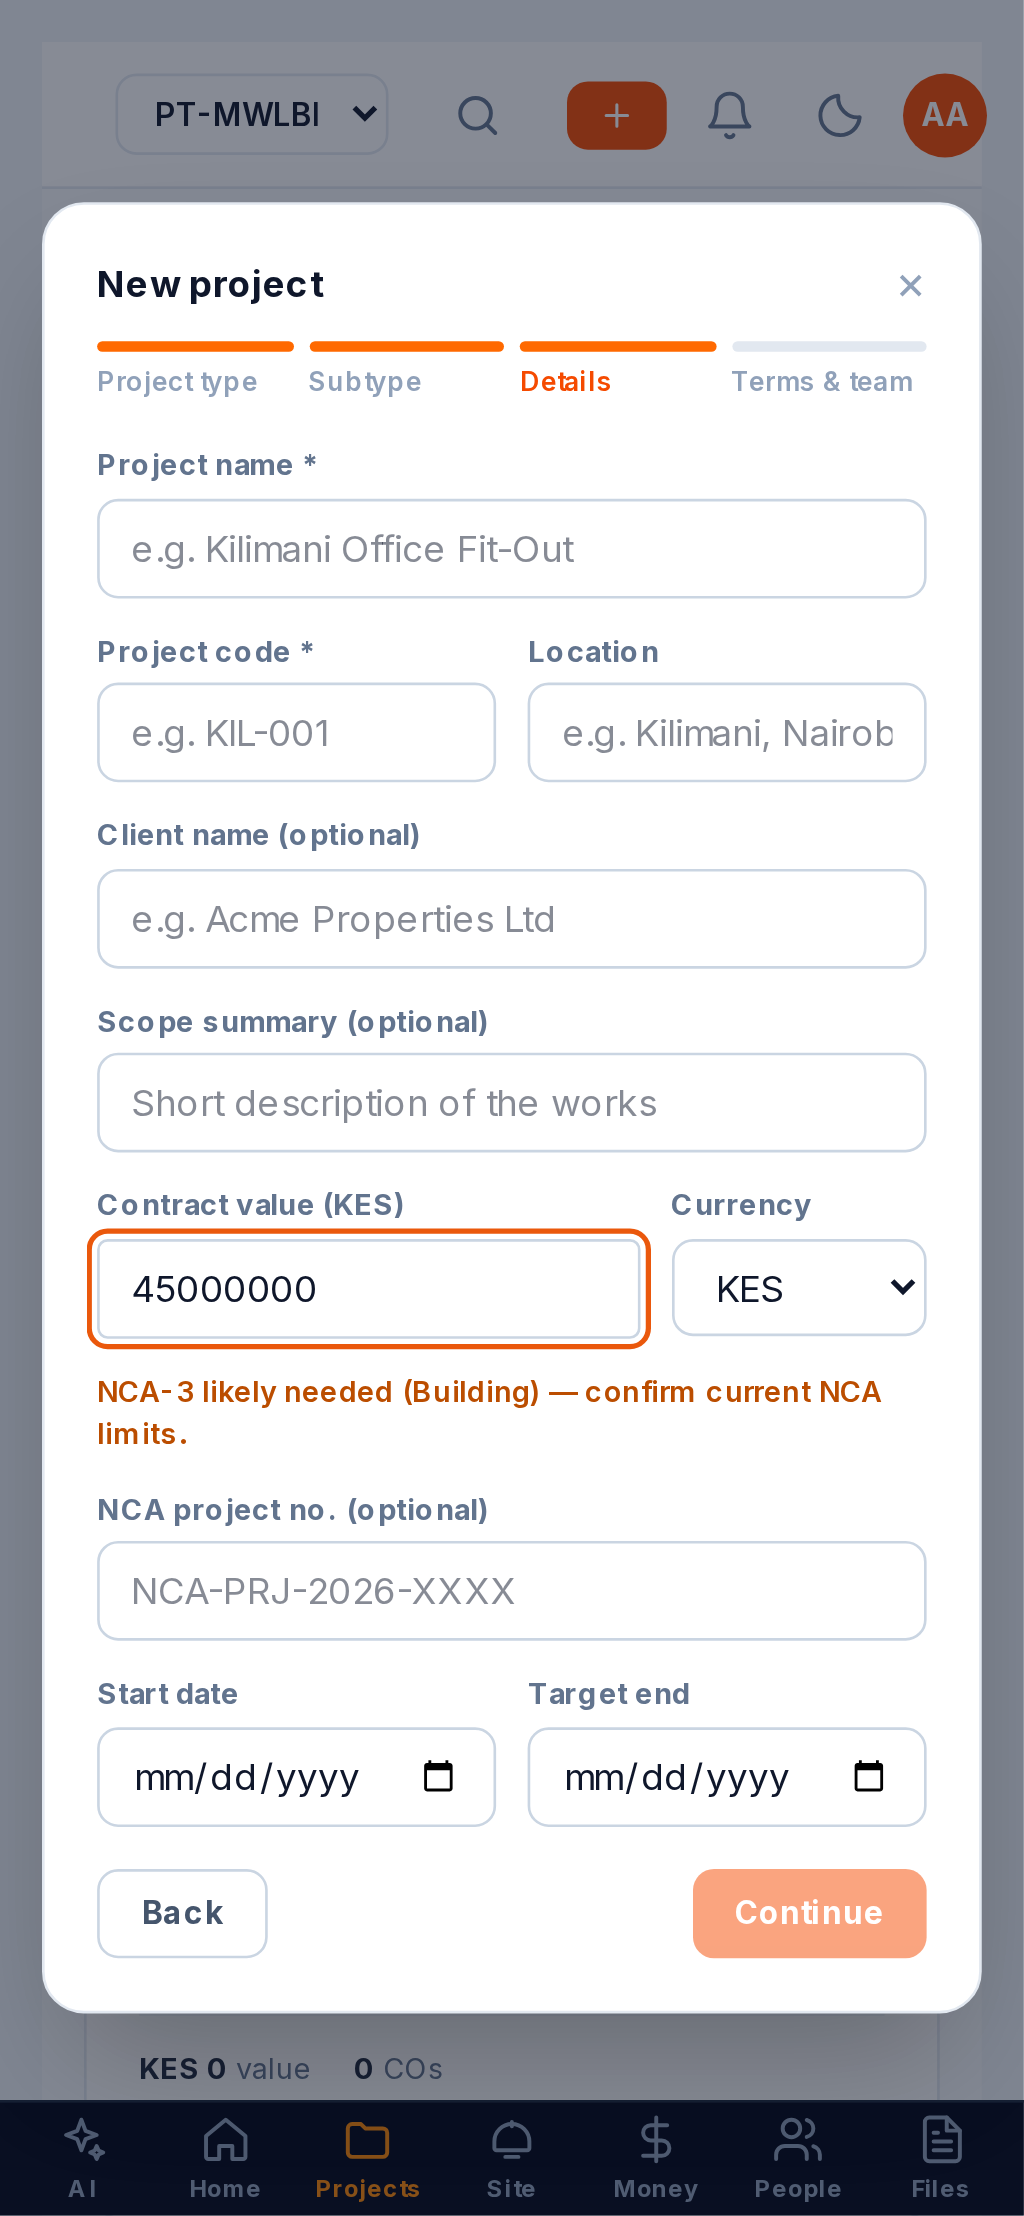 PT-MWLBI
AA
New project
Project type
Subtype
Details
Terms & team
Project name *
e.g. Kilimani Office Fit-Out
Project code *
Location
e.g. KIL-001
e.g. Kilimani, Nairob
Client name (optional)
e.g. Acme Properties Ltd
Scope summary (optional)
Short description of the works
Contract value (KES)
Currency
45000000
KES
NCA-3 likely needed (Building) — confirm current NCA
limits.
NCA project no. (optional)
NCA-PRJ-2026-XXXX
Start date
Target end
mm/dd/yyyy
mm/dd/yyyy
Back
Continue
KES 0 value
0 COs
AI
Home
Projects
Site
Money
People
Files